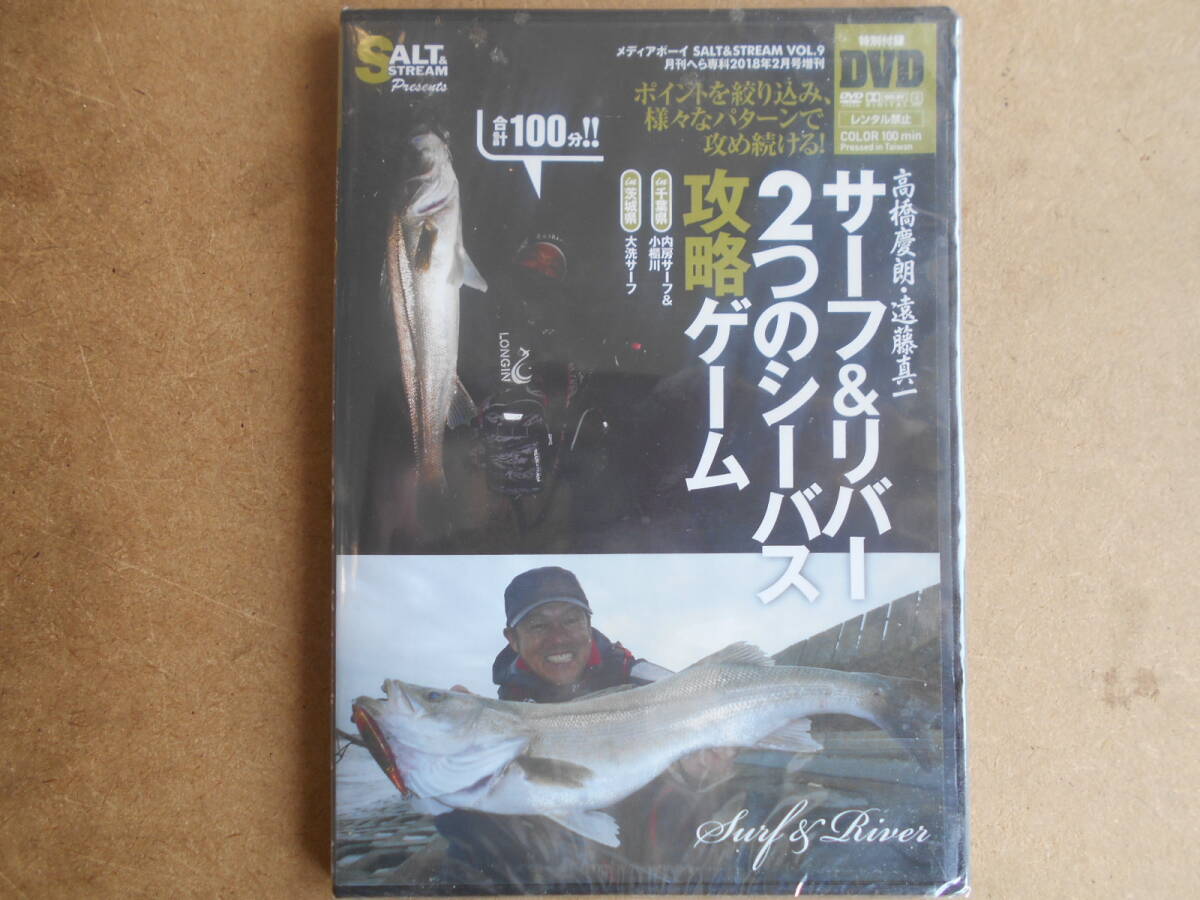 SALT&
STREAM
Presents
メディアボーイ SALT&STREAM VOL.9
月刊へら専科2018年2月号増刊
特別付録
DVD
レンタル禁止
COLOR 100 min
Pressed in Taiwan
ポイントを絞り込み、
様々なパターンで
攻め続ける!
合計100分!!
高橋慶朗・遠藤真一
サーフ&リバー
2つのシーバス
攻略ゲーム
in千葉県
内房サーフ&
小櫃川
in茨城県
大洗サーフ
LONGIN
Surf & River